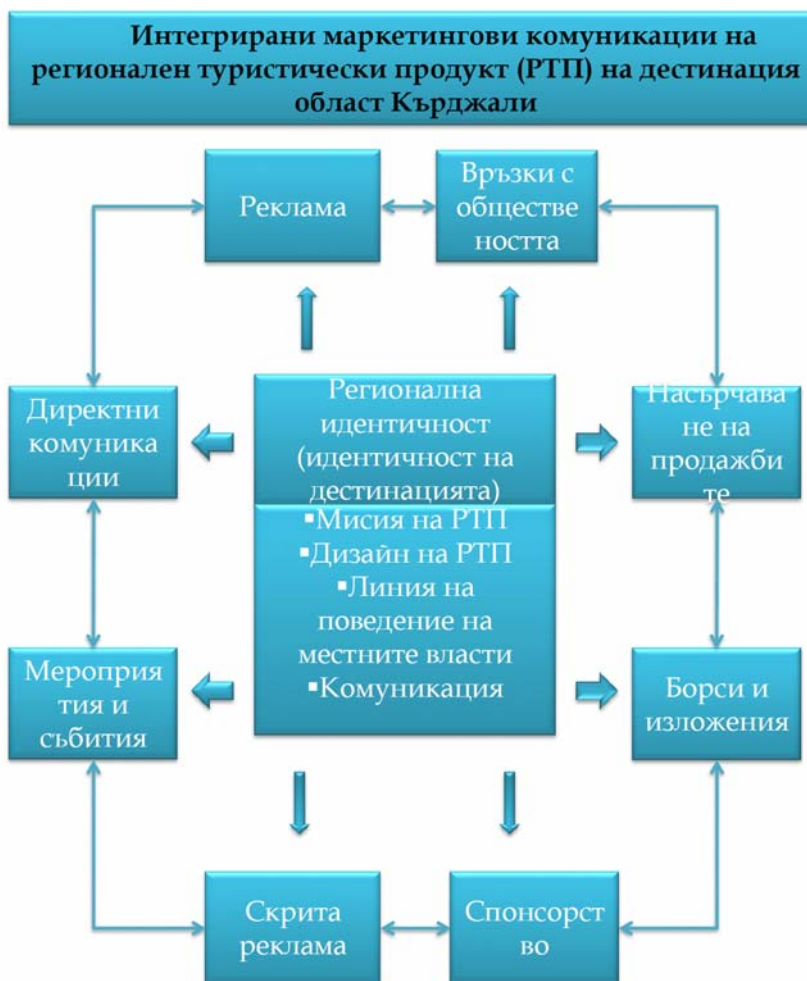 Интегрирани маркетингови комуникации на
регионален туристически продукт (РТП) на дестинация
област Кърджали
Реклама
Връзки с
обществе
ността
Директни
комуника
ции
Регионална
идентичност
(идентичност на
дестинацията)
Насърчава
не на
продажби
те
▪Мисия на РТП
▪Дизайн на РТП
▪Линия на
поведение на
местните власти
▪Комуникация
Мероприя
тия и
събития
Борси и
изложения
Скрита
реклама
Спонсорст
во